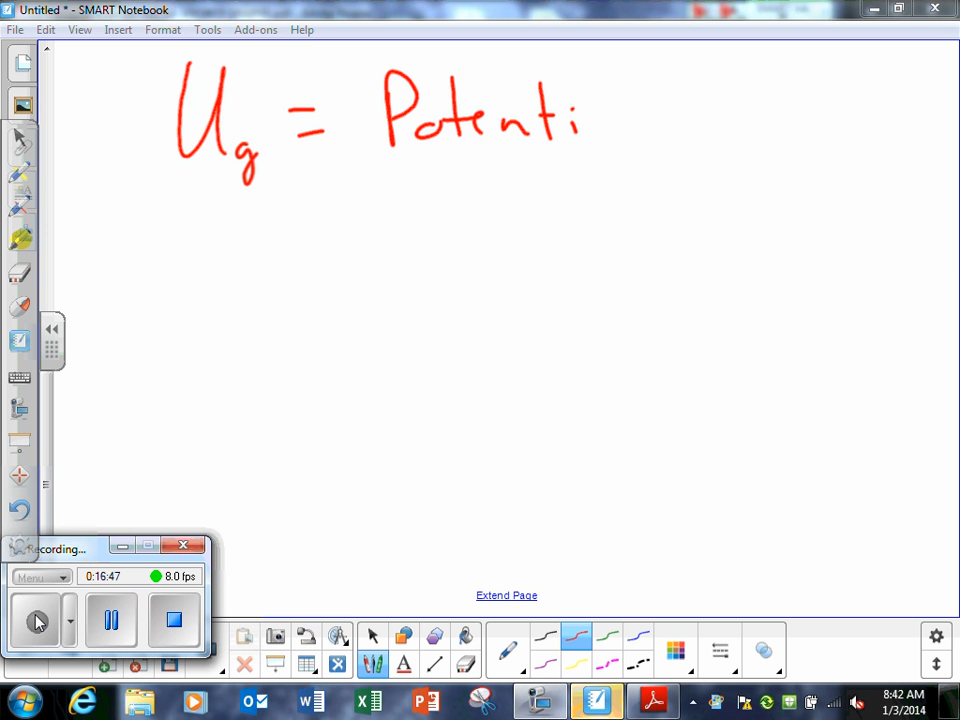 Untitled * - SMART Notebook
File Edit View Insert Format Tools Add-ons Help
Ug = Potenti
Recording...
Menu 0:16:47 8.0 fps
Extend Page
8:42 AM
1/3/2014